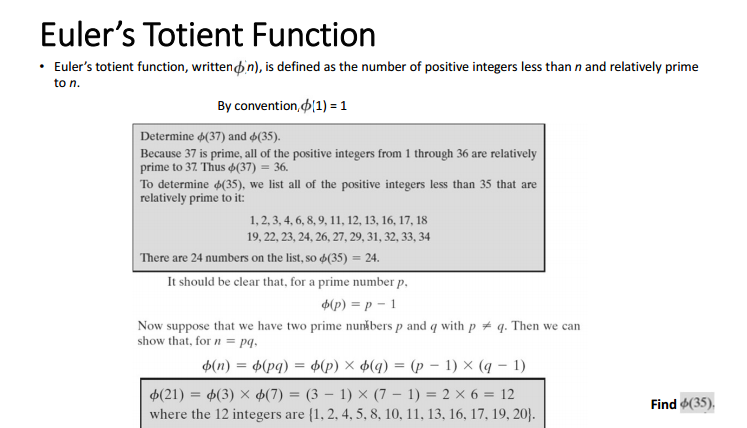 Euler's Totient Function
• Euler's totient function, written ϕ(n), is defined as the number of positive integers less than n and relatively prime
to n.
By convention, ϕ(1) = 1
Determine ϕ(37) and ϕ(35).
Because 37 is prime, all of the positive integers from 1 through 36 are relatively
prime to 37. Thus ϕ(37) = 36.
To determine ϕ(35), we list all of the positive integers less than 35 that are
relatively prime to it:
1, 2, 3, 4, 6, 8, 9, 11, 12, 13, 16, 17, 18
19, 22, 23, 24, 26, 27, 29, 31, 32, 33, 34
There are 24 numbers on the list, so ϕ(35) = 24.
It should be clear that, for a prime number p,
ϕ(p) = p − 1
Now suppose that we have two prime numbers p and q with p ≠ q. Then we can
show that, for n = pq,
ϕ(n) = ϕ(pq) = ϕ(p) × ϕ(q) = (p − 1) × (q − 1)
ϕ(21) = ϕ(3) × ϕ(7) = (3 − 1) × (7 − 1) = 2 × 6 = 12
where the 12 integers are {1, 2, 4, 5, 8, 10, 11, 13, 16, 17, 19, 20}.
Find ϕ(35).